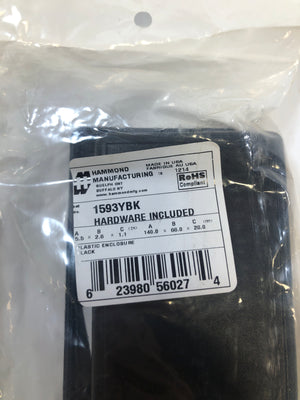 HAMMOND
MANUFACTURING
GUELPH ONT
BUFFALO NY
www.hammondmfg.com
MADE IN USA
FABRIQUE AU USA
1214
RoHS
Compliant
1593YBK
HARDWARE INCLUDED
A B C A B C
5.5 x 2.6 x 1.1 140.0 x 66.0 x 28.0
PLASTIC ENCLOSURE
BLACK
6 23980 56027 4